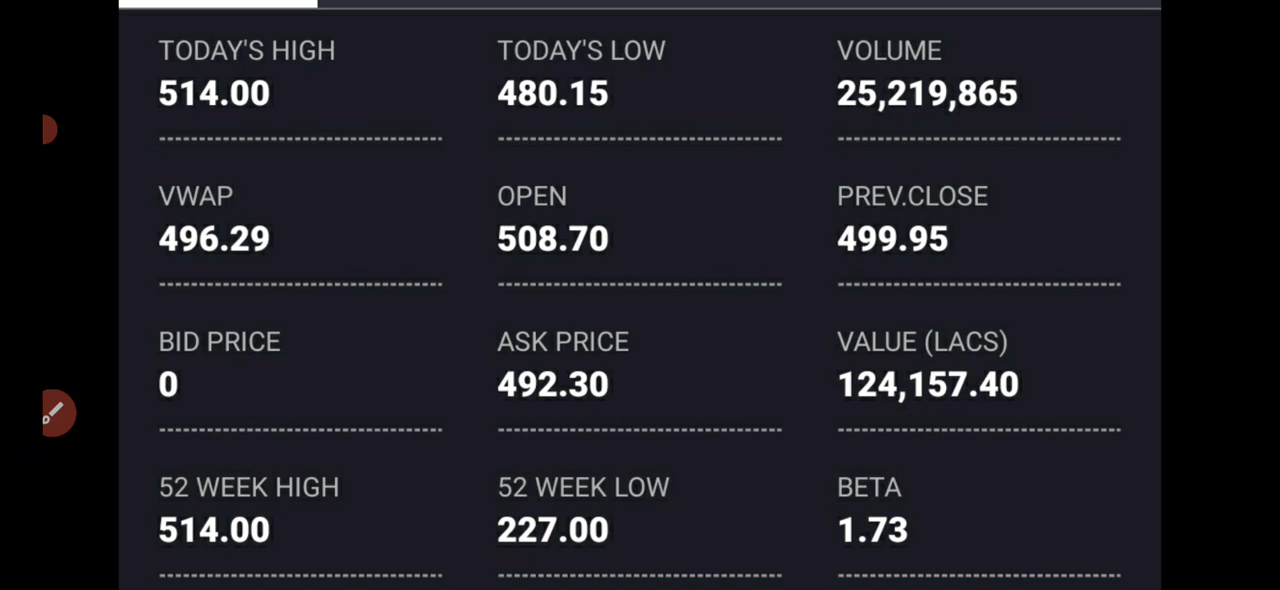 TODAY'S HIGH TODAY'S LOW VOLUME
514.00 480.15 25,219,865
VWAP OPEN PREV.CLOSE
496.29 508.70 499.95
BID PRICE ASK PRICE VALUE (LACS)
0 492.30 124,157.40
52 WEEK HIGH 52 WEEK LOW BETA
514.00 227.00 1.73